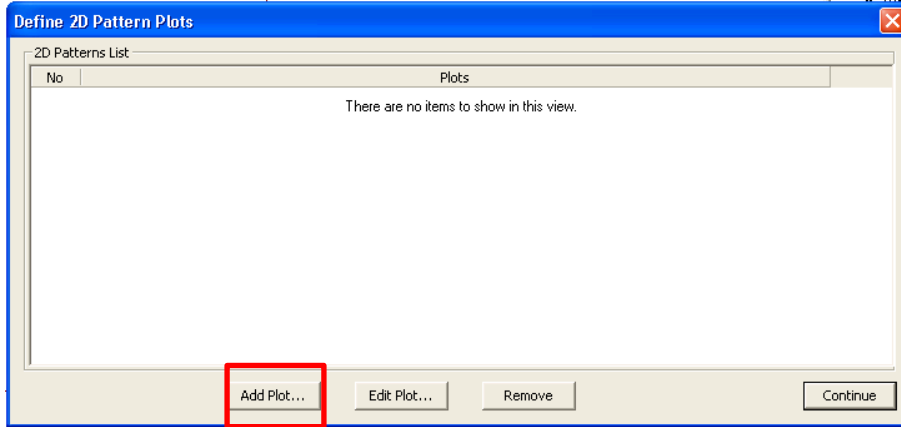 Define 2D Pattern Plots
2D Patterns List
No Plots
There are no items to show in this view.
Add Plot... Edit Plot... Remove Continue